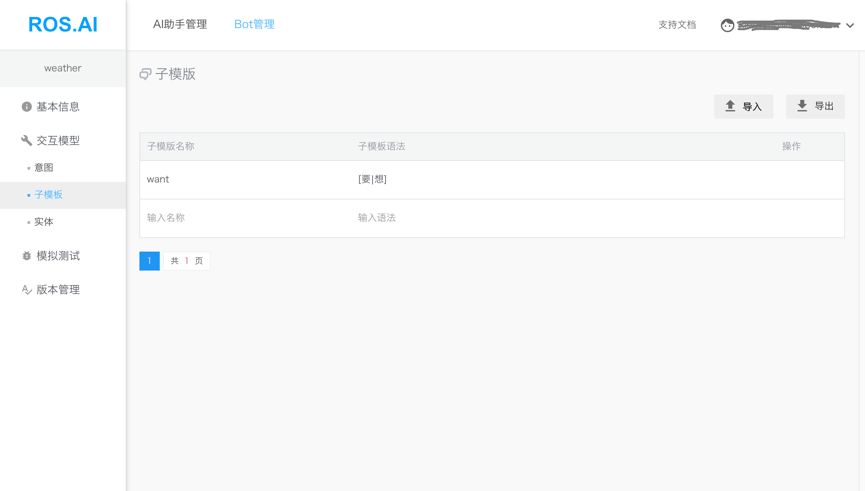 ROS.AI
AI助手管理 Bot管理 支持文档
weather
基本信息
交互模型
意图
子模板
实体
模拟测试
版本管理
子模版
导入 导出
子模版名称 子模板语法 操作
want [要|想]
输入名称 输入语法
1 共 1 页